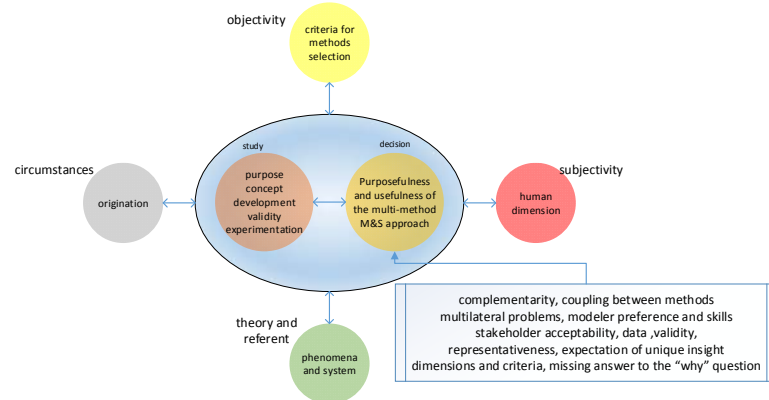 objectivity
criteria for
methods
selection
circumstances
origination
study
purpose
concept
development
validity
experimentation
decision
Purposefulness
and usefulness of
the multi-method
M&S approach
subjectivity
human
dimension
theory and
referent
phenomena
and system
complementarity, coupling between methods
multilateral problems, modeler preference and skills
stakeholder acceptability, data ,validity,
representativeness, expectation of unique insight
dimensions and criteria, missing answer to the “why” question